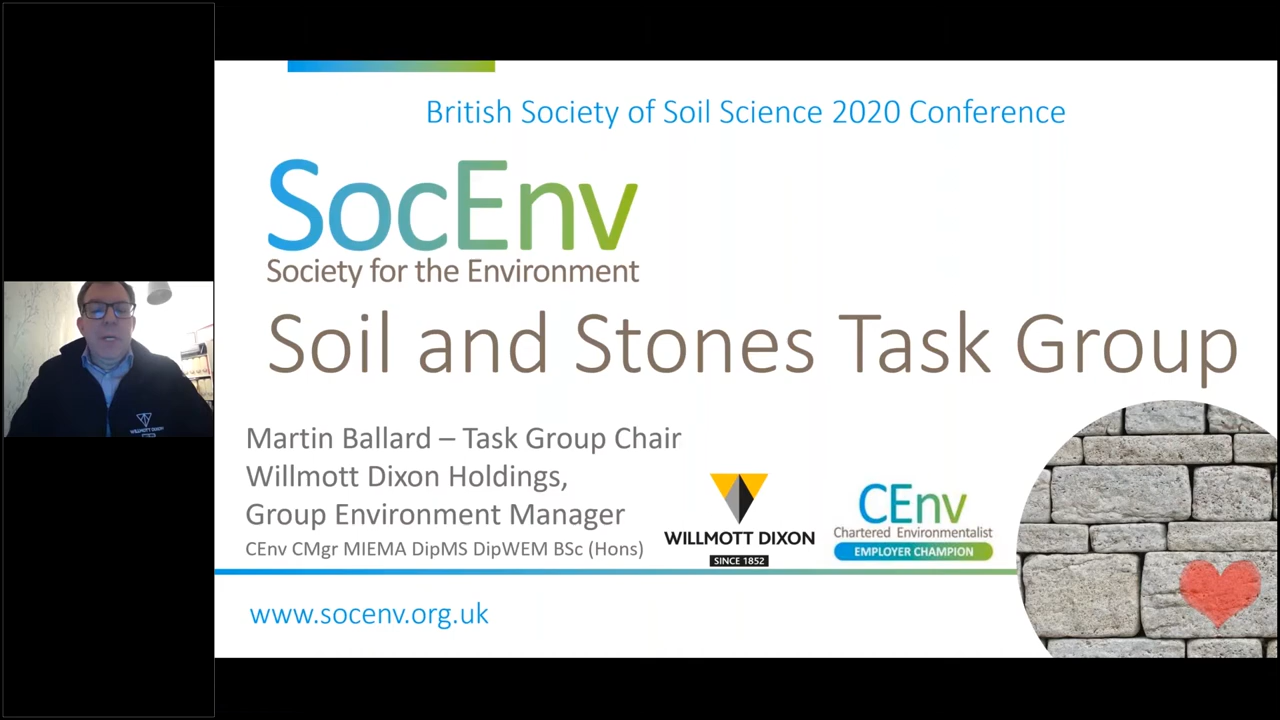 British Society of Soil Science 2020 Conference
SocEnv
Society for the Environment
Soil and Stones Task Group
Martin Ballard – Task Group Chair
Willmott Dixon Holdings,
Group Environment Manager
CEnv CMgr MIEMA DipMS DipWEM BSc (Hons)
WILLMOTT DIXON
SINCE 1852
CEnv
Chartered Environmentalist
EMPLOYER CHAMPION
www.socenv.org.uk
WILLMOTT DIXON